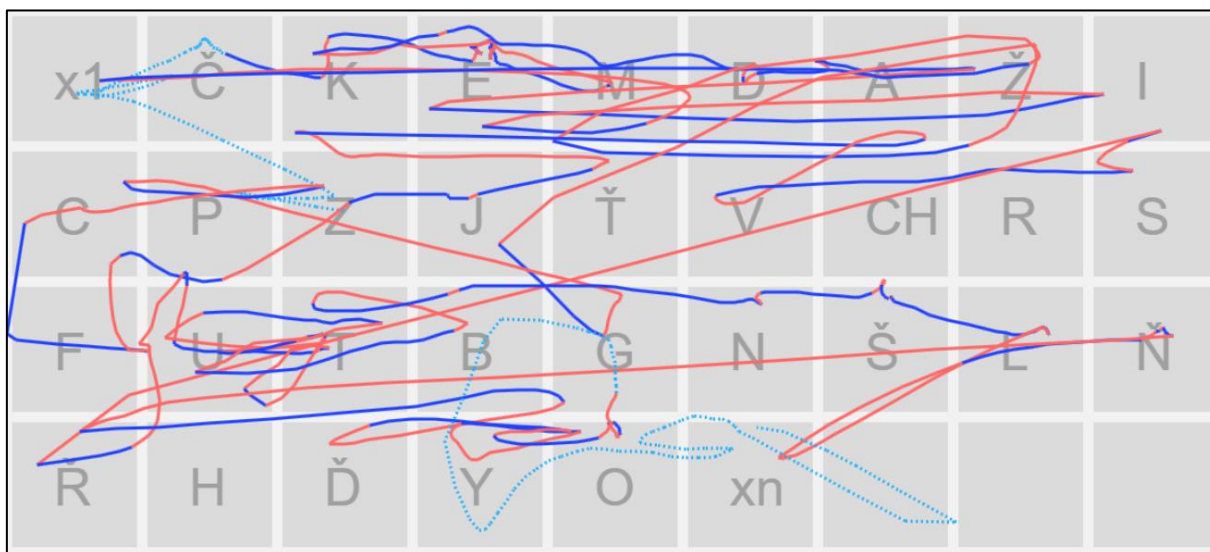 x1 Č K E M D A Ž I
C P Z J Ť V CH R S
F U T B G N Š L Ň
Ř H Ď Y O xn